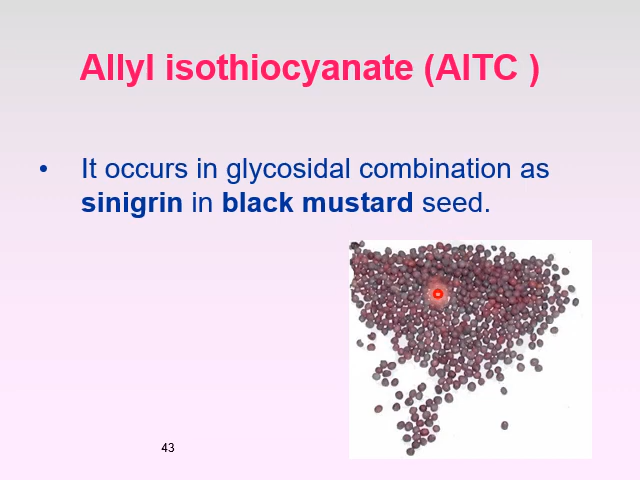 Allyl isothiocyanate (AITC )
• It occurs in glycosidal combination as
sinigrin in black mustard seed.
43